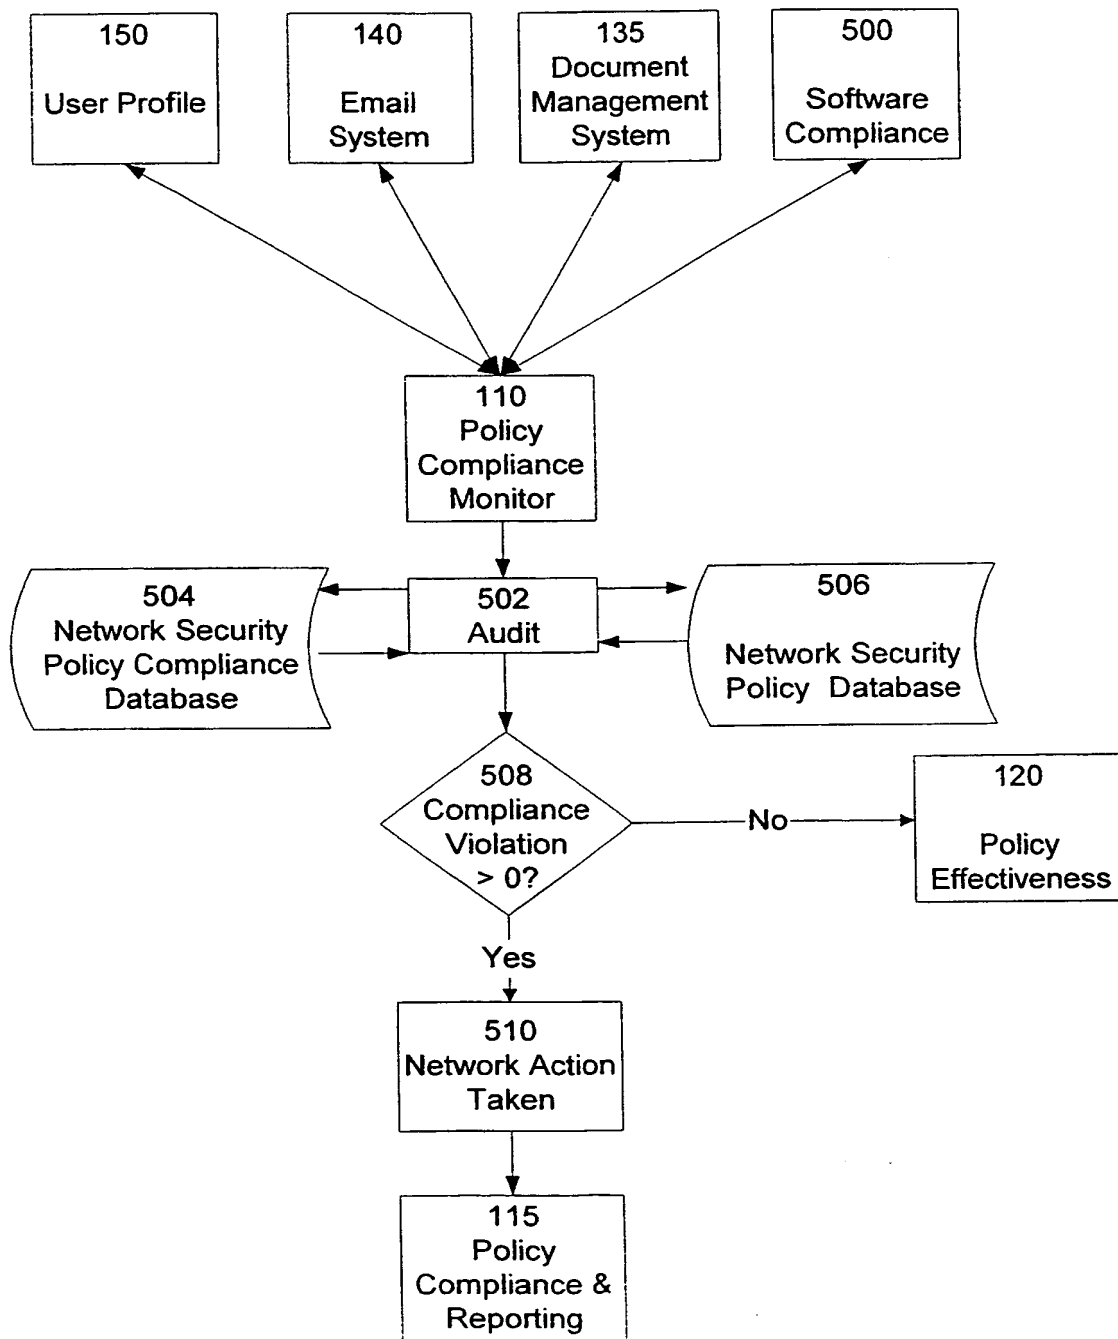 150
User Profile
140
Email
System
135
Document
Management
System
500
Software
Compliance
110
Policy
Compliance
Monitor
504
Network Security
Policy Compliance
Database
502
Audit
506
Network Security
Policy Database
508
Compliance
Violation
> 0?
No
120
Policy
Effectiveness
Yes
510
Network Action
Taken
115
Policy
Compliance &
Reporting